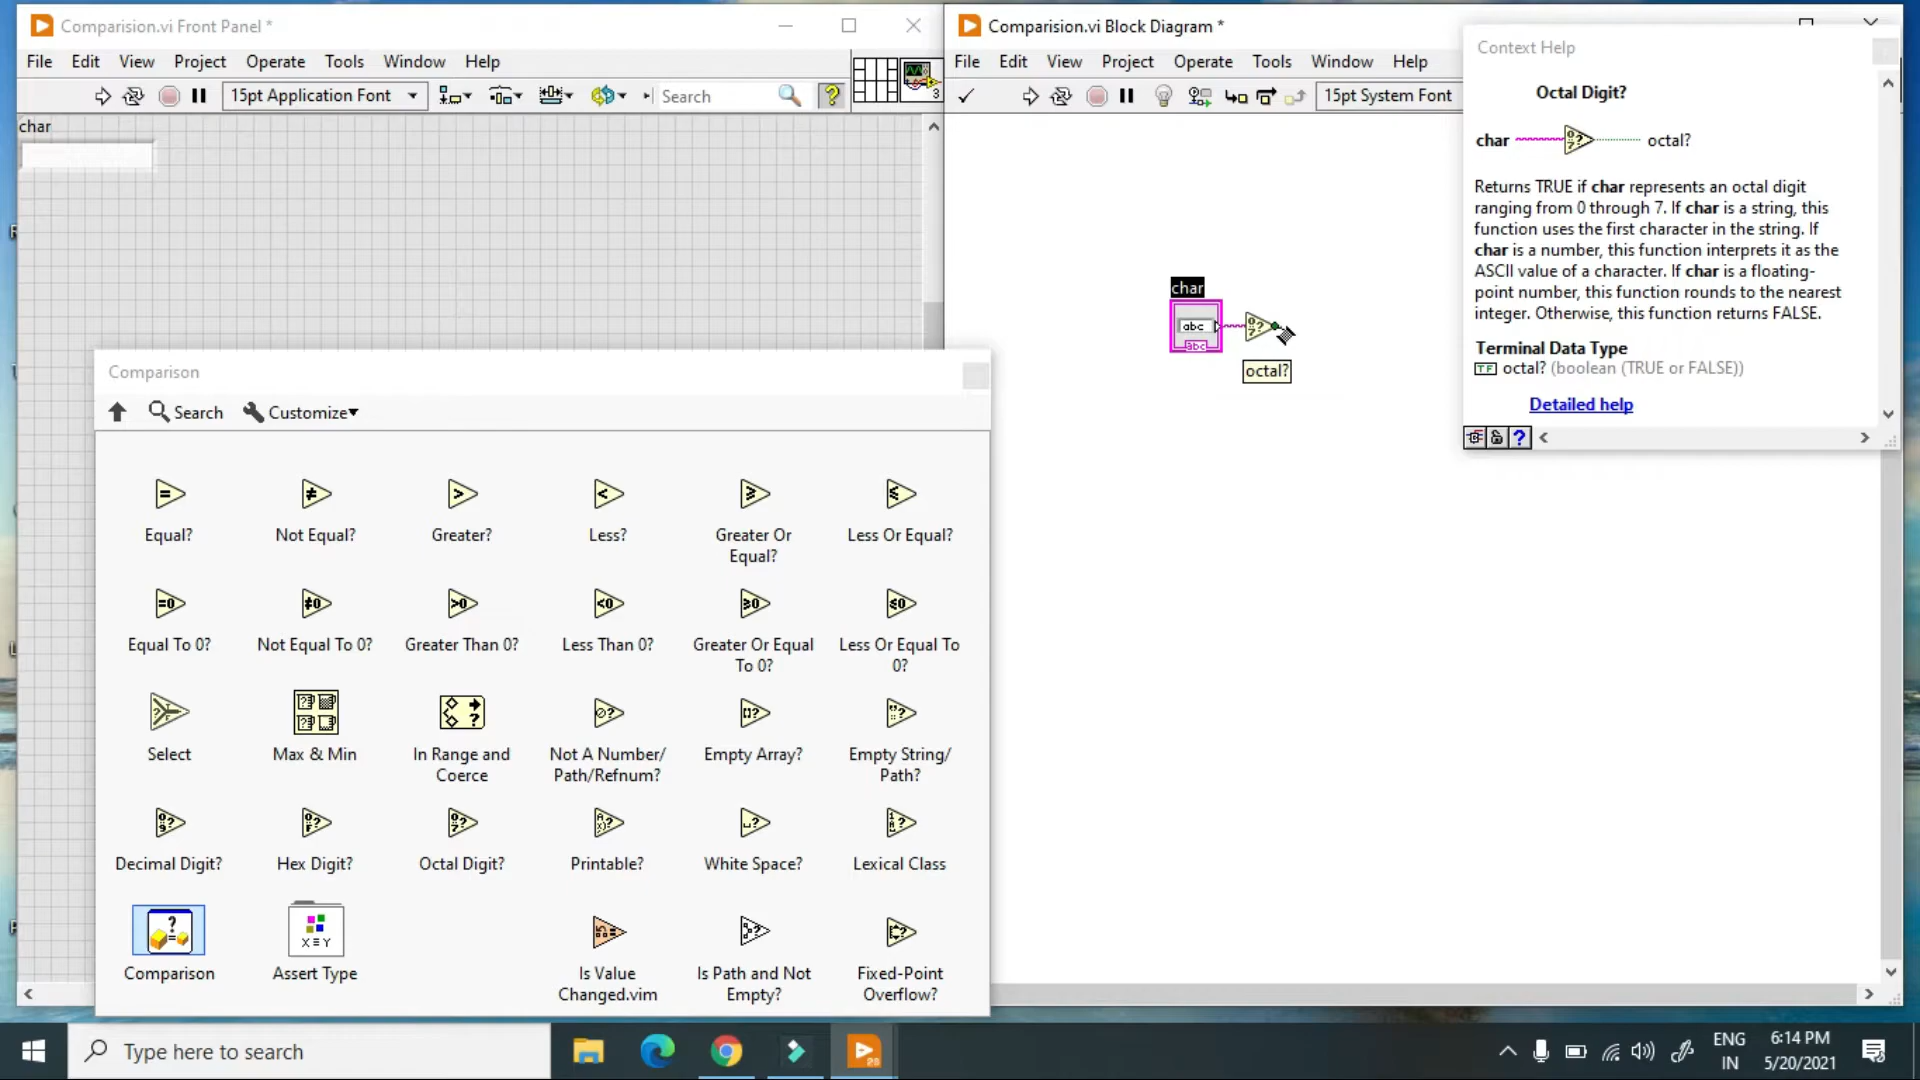 Comparision.vi Front Panel *
File Edit View Project Operate Tools Window Help
15pt Application Font
Search
3
char
Comparision.vi Block Diagram *
File Edit View Project Operate Tools Window Help
15pt System Font
char
abc
abc
octal?
Context Help
Octal Digit?
char octal?
Returns TRUE if char represents an octal digit
ranging from 0 through 7. If char is a string, this
function uses the first character in the string. If
char is a number, this function interprets it as the
ASCII value of a character. If char is a floating-
point number, this function rounds to the nearest
integer. Otherwise, this function returns FALSE.
Terminal Data Type
TF octal? (boolean (TRUE or FALSE))
Detailed help
Comparison
Search Customize
Equal? Not Equal? Greater? Less? Greater Or Less Or Equal?
Equal?
Equal To 0? Not Equal To 0? Greater Than 0? Less Than 0? Greater Or Equal Less Or Equal To
To 0? 0?
Select Max & Min In Range and Not A Number/ Empty Array? Empty String/
Coerce Path/Refnum? Path?
Decimal Digit? Hex Digit? Octal Digit? Printable? White Space? Lexical Class
Comparison Assert Type Is Value Is Path and Not Fixed-Point
Changed.vim Empty? Overflow?
Type here to search
ENG
IN
6:14 PM
5/20/2021